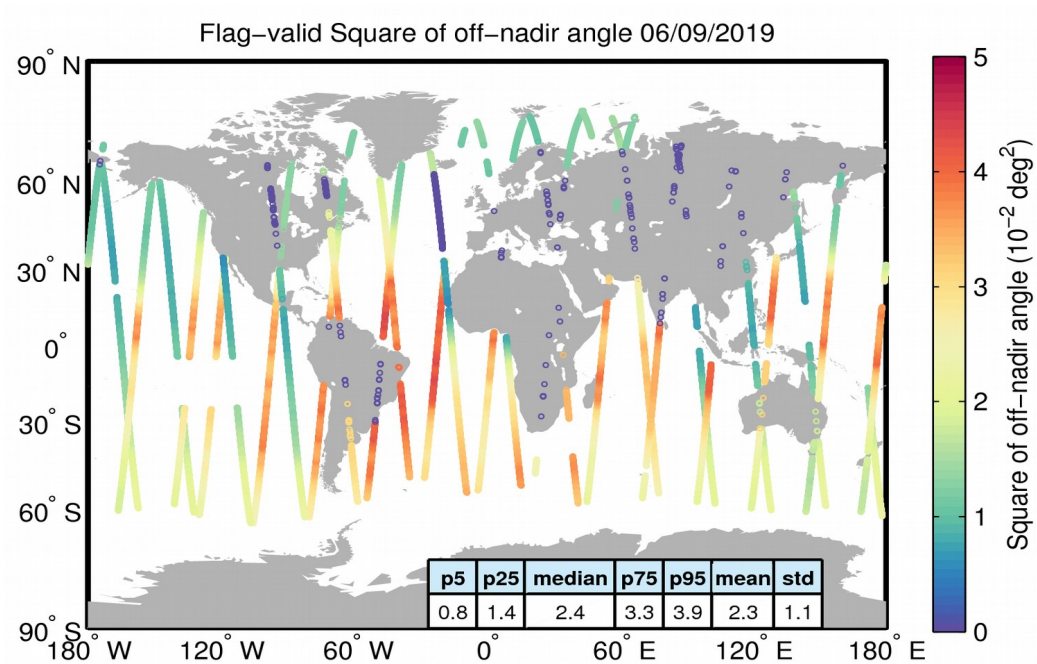 Flag−valid Square of off−nadir angle 06/09/2019
90° N
60° N
30° N
0°
30° S
60° S
90° S
180° W
120° W
60° W
0°
60° E
120° E
180° E
p5 p25 median p75 p95 mean std
0.8 1.4 2.4 3.3 3.9 2.3 1.1
5
4
3
2
1
0
Square of off−nadir angle (10⁻² deg²)